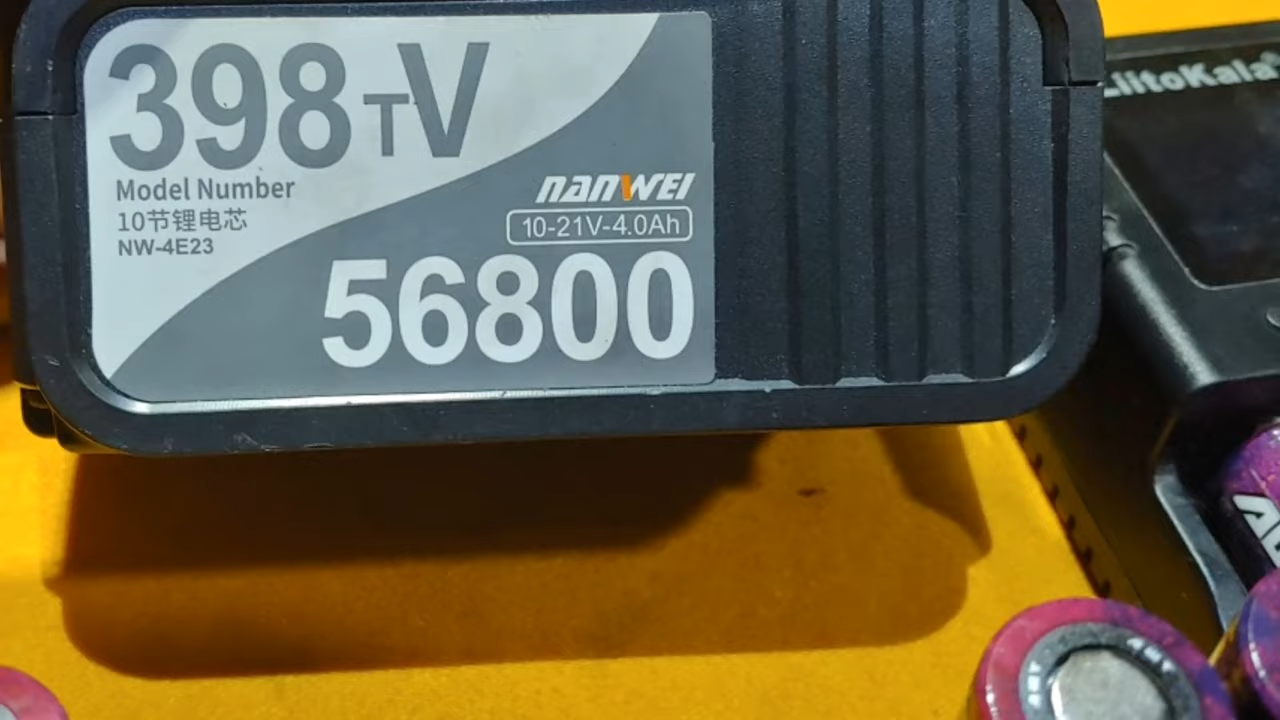 398TV
Model Number
10节锂电芯
NW-4E23
nanwei
10-21V-4.0Ah
56800
LiitoKala